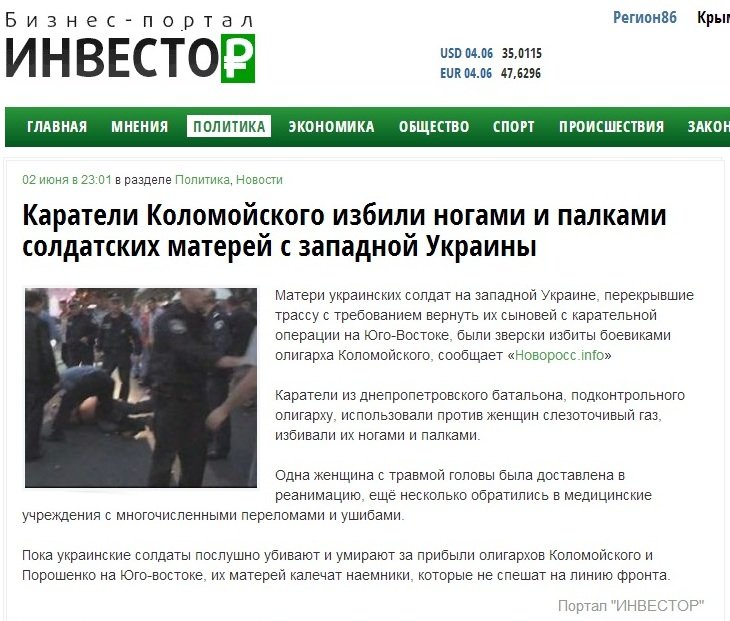 Бизнес-портал
ИНВЕСТОР
Регион86
USD 04.06 35,0115
EUR 04.06 47,6296
ГЛАВНАЯ МНЕНИЯ ПОЛИТИКА ЭКОНОМИКА ОБЩЕСТВО СПОРТ ПРОИСШЕСТВИЯ ЗАКОН
02 июня в 23:01 в разделе Политика, Новости
Каратели Коломойского избили ногами и палками
солдатских матерей с западной Украины
Матери украинских солдат на западной Украине, перекрывшие
трассу с требованием вернуть их сыновей с карательной
операции на Юго-Востоке, были зверски избиты боевиками
олигарха Коломойского, сообщает «Новоросс.info»
Каратели из днепропетровского батальона, подконтрольного
олигарху, использовали против женщин слезоточивый газ,
избивали их ногами и палками.
Одна женщина с травмой головы была доставлена в
реанимацию, ещё несколько обратились в медицинские
учреждения с многочисленными переломами и ушибами.
Пока украинские солдаты послушно убивают и умирают за прибыли олигархов Коломойского и
Порошенко на Юго-востоке, их матерей калечат наемники, которые не спешат на линию фронта.
Портал "ИНВЕСТОР"